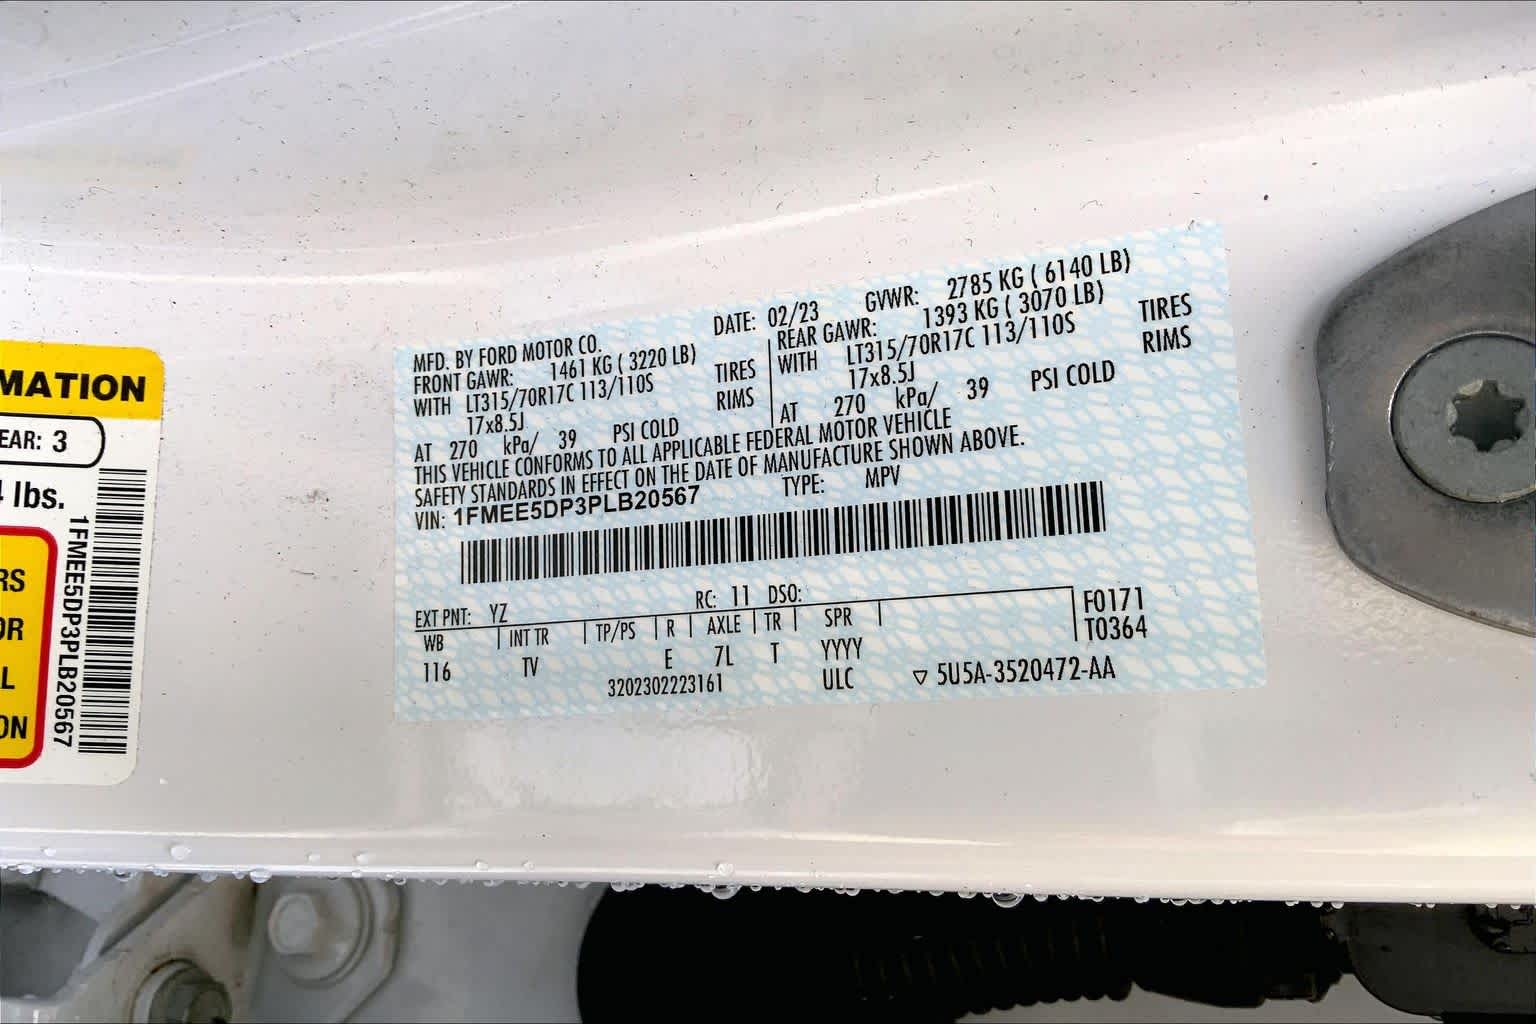 MATION
EAR: 3
lbs.
RS
OR
L
ON
1FMEE5DP3PLB20567
MFD. BY FORD MOTOR CO.
DATE: 02/23 GVWR: 2785 KG ( 6140 LB)
FRONT GAWR: 1461 KG ( 3220 LB)
REAR GAWR: 1393 KG ( 3070 LB)
WITH LT315/70R17C 113/110S TIRES
WITH LT315/70R17C 113/110S TIRES
17x8.5J RIMS
17x8.5J RIMS
AT 270 kPa/ 39 PSI COLD
AT 270 kPa/ 39 PSI COLD
THIS VEHICLE CONFORMS TO ALL APPLICABLE FEDERAL MOTOR VEHICLE
SAFETY STANDARDS IN EFFECT ON THE DATE OF MANUFACTURE SHOWN ABOVE.
VIN: 1FMEE5DP3PLB20567 TYPE: MPV
EXT PNT: YZ RC: 11 DSO:
WB INT TR TP/PS R AXLE TR SPR F0171
T0364
116 TV E 7L T YYYY
3202302223161 ULC ▽ 5U5A-3520472-AA